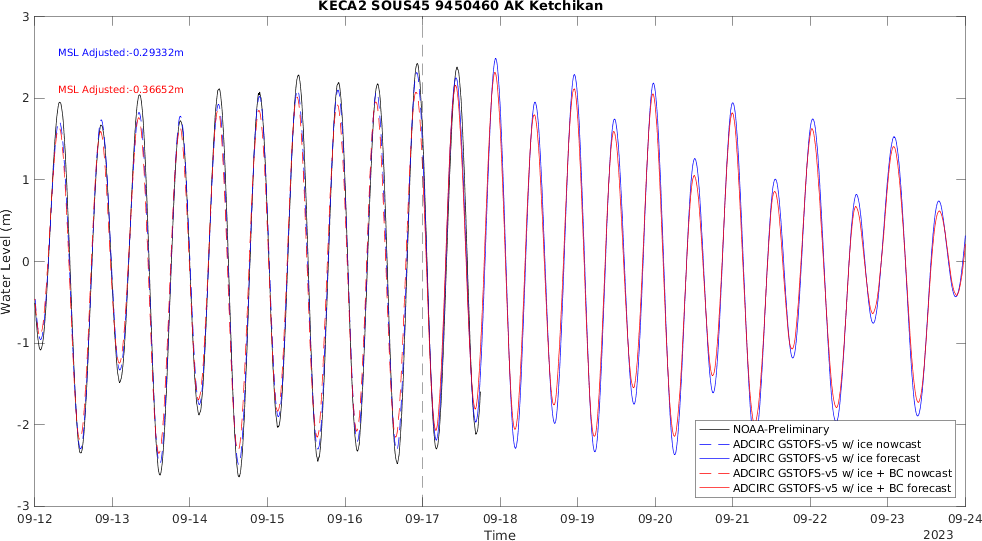 KECA2 SOUS45 9450460 AK Ketchikan
MSL Adjusted:-0.29332m
MSL Adjusted:-0.36652m
3
2
1
0
-1
-2
-3
Water Level (m)
NOAA-Preliminary
ADCIRC GSTOFS-v5 w/ ice nowcast
ADCIRC GSTOFS-v5 w/ ice forecast
ADCIRC GSTOFS-v5 w/ ice + BC nowcast
ADCIRC GSTOFS-v5 w/ ice + BC forecast
09-12 09-13 09-14 09-15 09-16 09-17 09-18 09-19 09-20 09-21 09-22 09-23 09-24
Time
2023